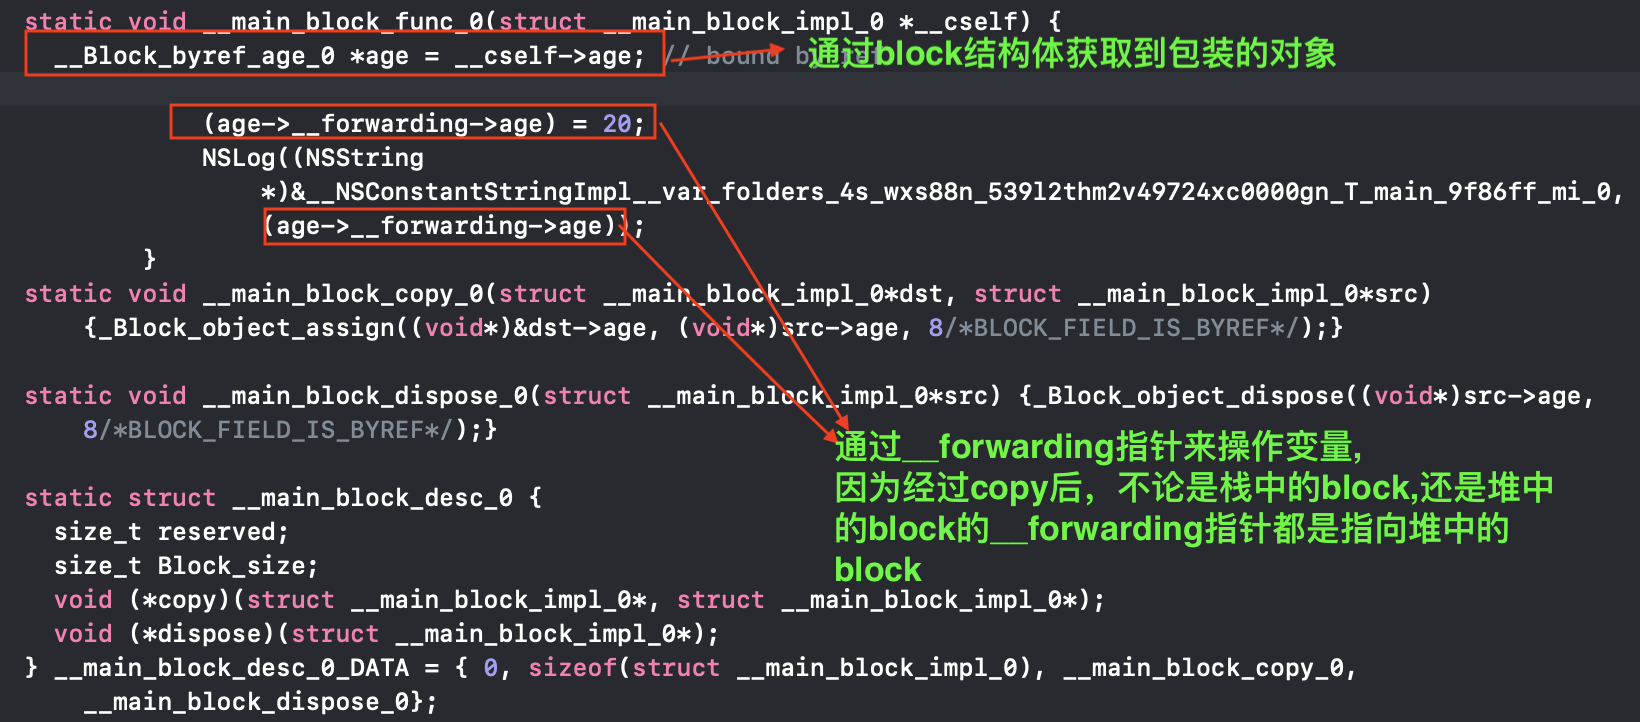 static void __main_block_func_0(struct __main_block_impl_0 *__cself) {
__Block_byref_age_0 *age = __cself->age; // bound by ref
通过block结构体获取到包装的对象
(age->__forwarding->age) = 20;
NSLog((NSString
*)&__NSConstantStringImpl__var_folders_4s_wxs88n_539l2thm2v49724xc0000gn_T_main_9f86ff_mi_0,
(age->__forwarding->age));
}
static void __main_block_copy_0(struct __main_block_impl_0*dst, struct __main_block_impl_0*src)
{_Block_object_assign((void*)&dst->age, (void*)src->age, 8/*BLOCK_FIELD_IS_BYREF*/);}
static void __main_block_dispose_0(struct __main_block_impl_0*src) {_Block_object_dispose((void*)src->age,
8/*BLOCK_FIELD_IS_BYREF*/);}
通过__forwarding指针来操作变量,
因为经过copy后，不论是栈中的block,还是堆中
的block的__forwarding指针都是指向堆中的
block
static struct __main_block_desc_0 {
size_t reserved;
size_t Block_size;
void (*copy)(struct __main_block_impl_0*, struct __main_block_impl_0*);
void (*dispose)(struct __main_block_impl_0*);
} __main_block_desc_0_DATA = { 0, sizeof(struct __main_block_impl_0), __main_block_copy_0,
__main_block_dispose_0};